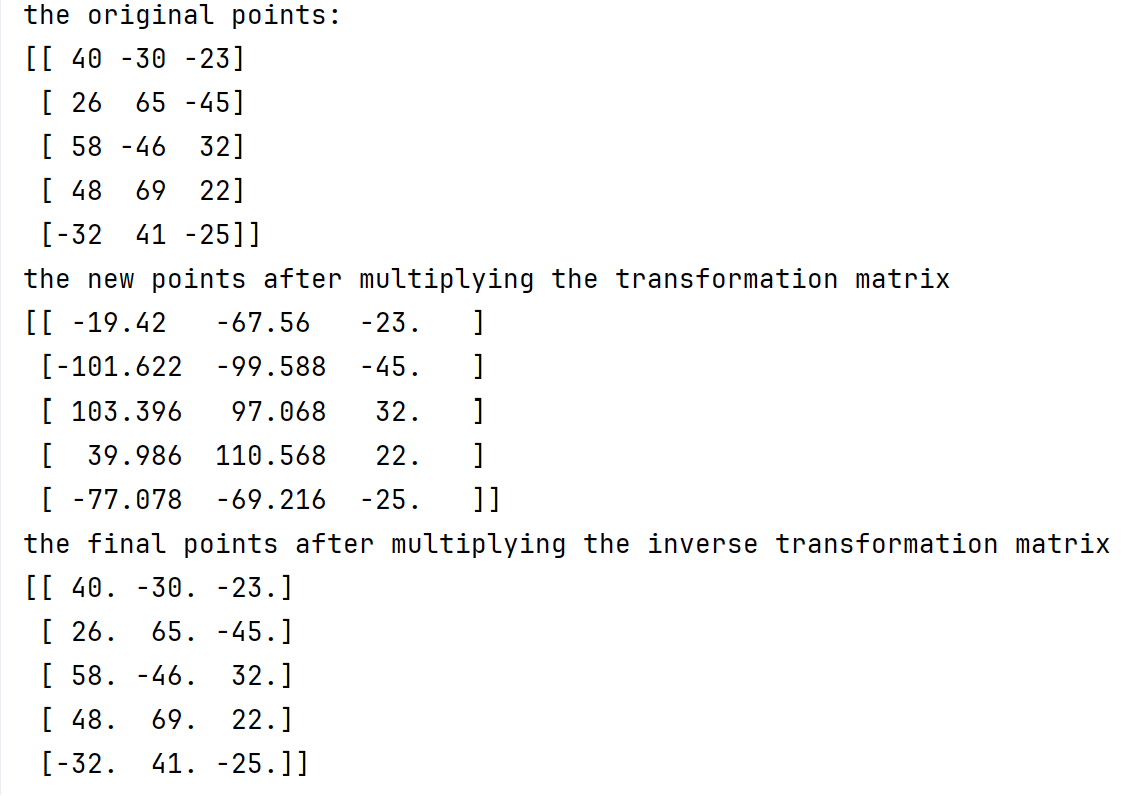 the original points:
[[ 40 -30 -23]
 [ 26  65 -45]
 [ 58 -46  32]
 [ 48  69  22]
 [-32  41 -25]]
the new points after multiplying the transformation matrix
[[ -19.42   -67.56   -23.   ]
 [-101.622  -99.588  -45.   ]
 [ 103.396   97.068   32.   ]
 [  39.986  110.568   22.   ]
 [ -77.078  -69.216  -25.   ]]
the final points after multiplying the inverse transformation matrix
[[ 40. -30. -23.]
 [ 26.  65. -45.]
 [ 58. -46.  32.]
 [ 48.  69.  22.]
 [-32.  41. -25.]]